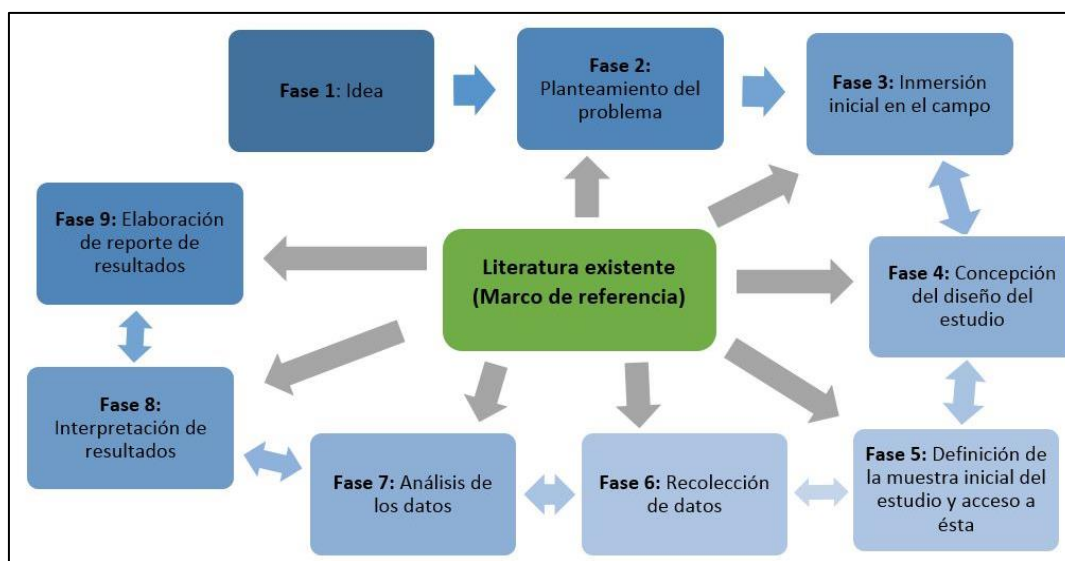 Fase 1: Idea
Fase 2:
Planteamiento del
problema
Fase 3: Inmersión
inicial en el campo
Fase 9: Elaboración
de reporte de
resultados
Literatura existente
(Marco de referencia)
Fase 4: Concepción
del diseño del
estudio
Fase 8:
Interpretación de
resultados
Fase 7: Análisis de
los datos
Fase 6: Recolección
de datos
Fase 5: Definición de
la muestra inicial del
estudio y acceso a
ésta